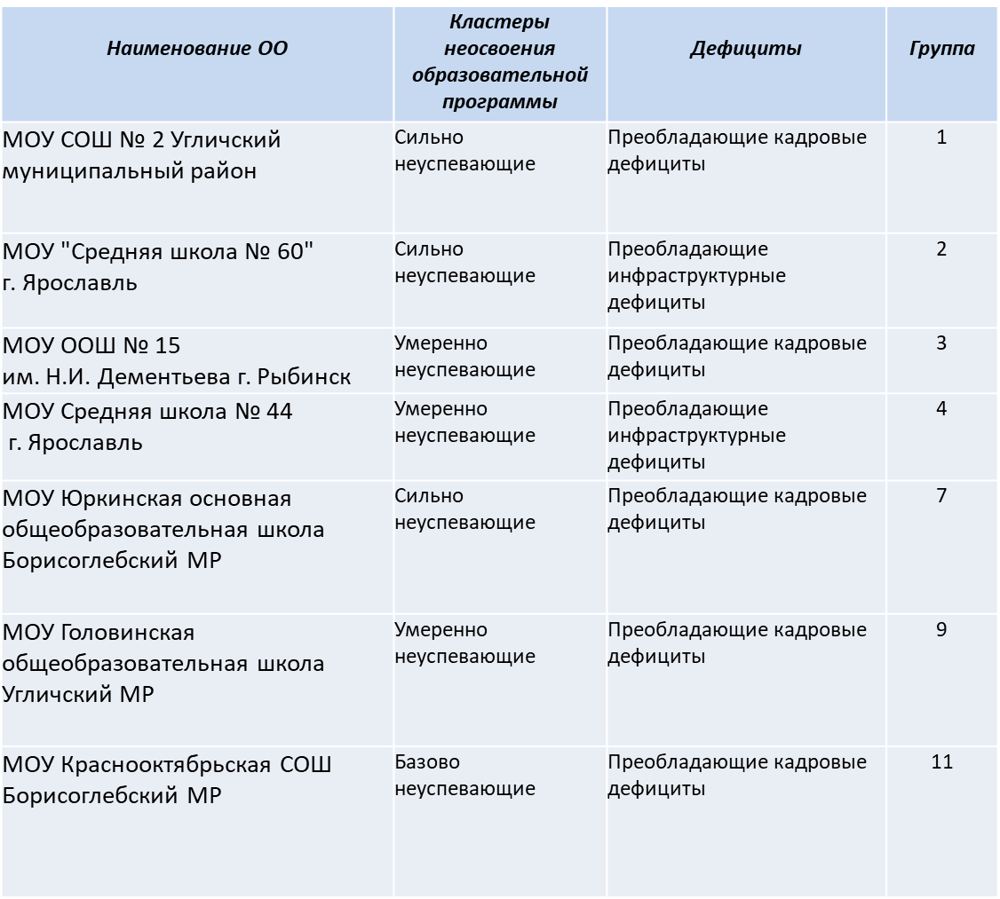 Наименование ОО
Кластеры
неосвоения
образовательной
программы
Дефициты
Группа
МОУ СОШ № 2 Угличский
муниципальный район
Сильно
неуспевающие
Преобладающие кадровые
дефициты
1
МОУ "Средняя школа № 60"
г. Ярославль
Сильно
неуспевающие
Преобладающие
инфраструктурные
дефициты
2
МОУ ООШ № 15
им. Н.И. Дементьева г. Рыбинск
Умеренно
неуспевающие
Преобладающие кадровые
дефициты
3
МОУ Средняя школа № 44
г. Ярославль
Умеренно
неуспевающие
Преобладающие
инфраструктурные
дефициты
4
МОУ Юркинская основная
общеобразовательная школа
Борисоглебский МР
Сильно
неуспевающие
Преобладающие кадровые
дефициты
7
МОУ Головинская
общеобразовательная школа
Угличский МР
Умеренно
неуспевающие
Преобладающие кадровые
дефициты
9
МОУ Краснооктябрьская СОШ
Борисоглебский МР
Базово
неуспевающие
Преобладающие кадровые
дефициты
11